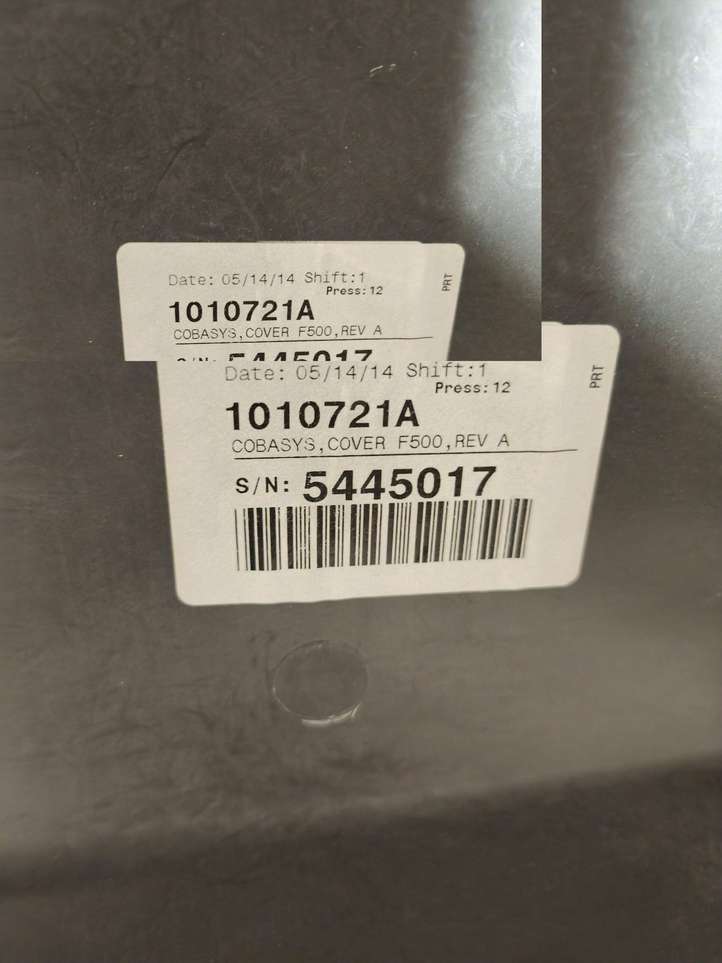 Date: 05/14/14 Shift:1
Press:12
PRT
1010721A
COBASYS,COVER F500,REV A
S/N: 5445017
Date: 05/14/14 Shift:1
Press:12
PRT
1010721A
COBASYS,COVER F500,REV A
S/N: 5445017